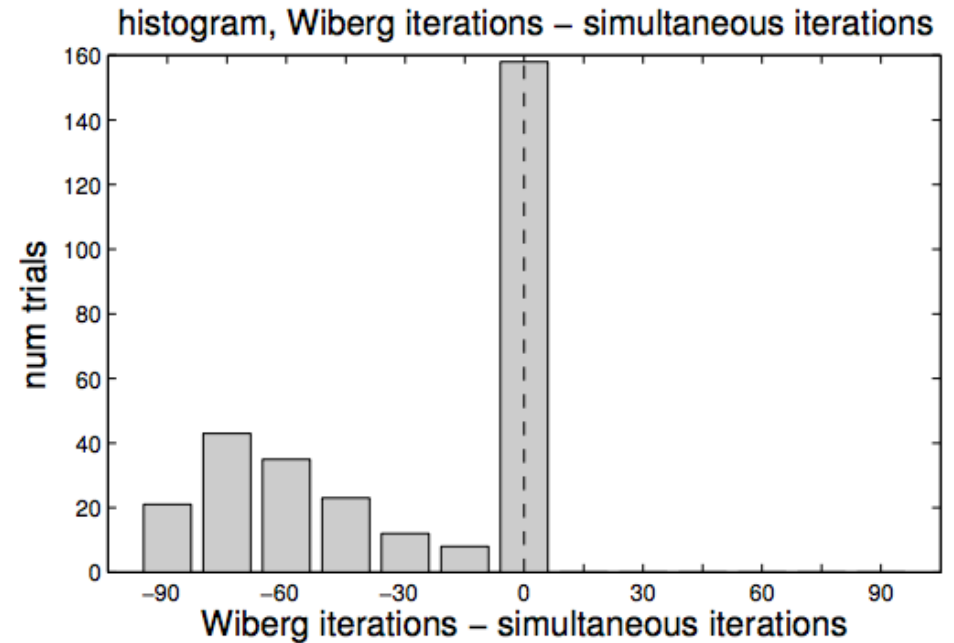 histogram, Wiberg iterations – simultaneous iterations
160
140
120
100
80
60
40
20
0
num trials
–90 –60 –30 0 30 60 90
Wiberg iterations – simultaneous iterations